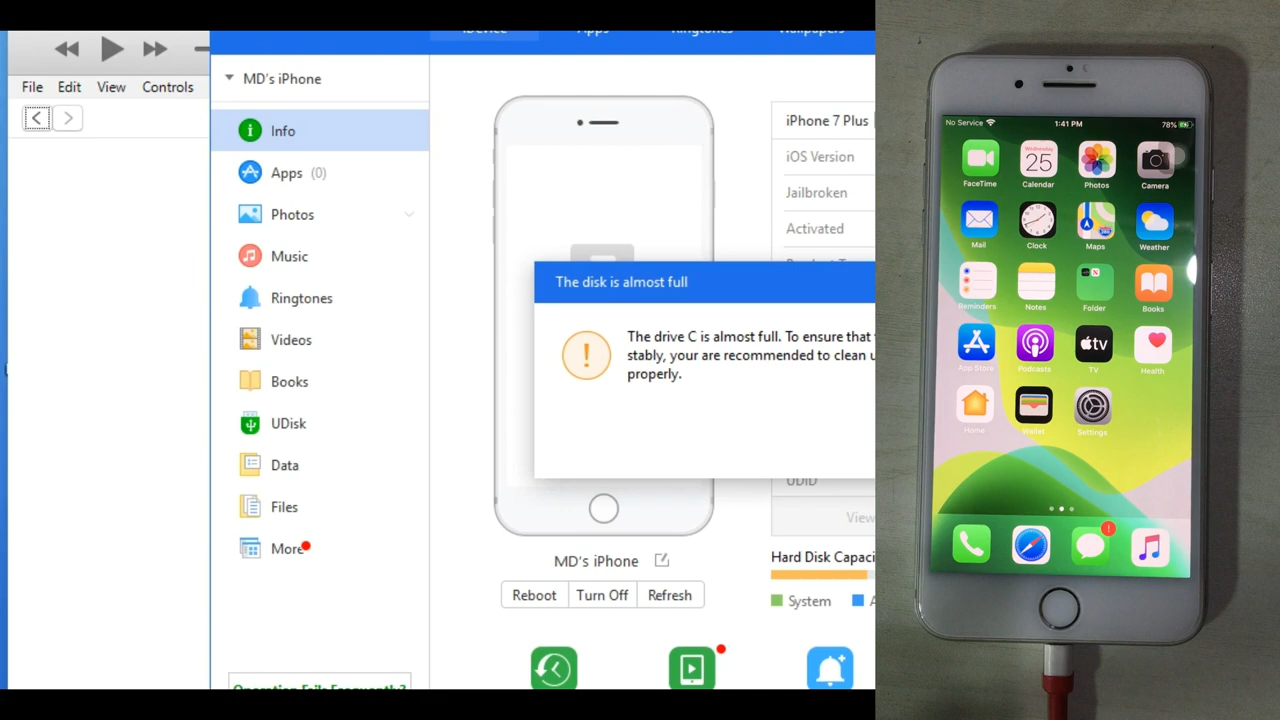 File Edit View Controls
MD's iPhone
Info
Apps (0)
Photos
Music
Ringtones
Videos
Books
UDisk
Data
Files
More
iPhone 7 Plus
iOS Version
Jailbroken
Activated
The disk is almost full
The drive C is almost full. To ensure that
stably, your are recommended to clean u
properly.
UDID
View
MD's iPhone
Reboot Turn Off Refresh
Hard Disk Capaci
System A
Operation Fails Frequently?
No Service 1:41 PM 78%
Wednesday
25
FaceTime Calendar Photos Camera
Mail Clock Maps Weather
Reminders Notes Folder Books
tv
App Store Podcasts TV Health
Home Wallet Settings